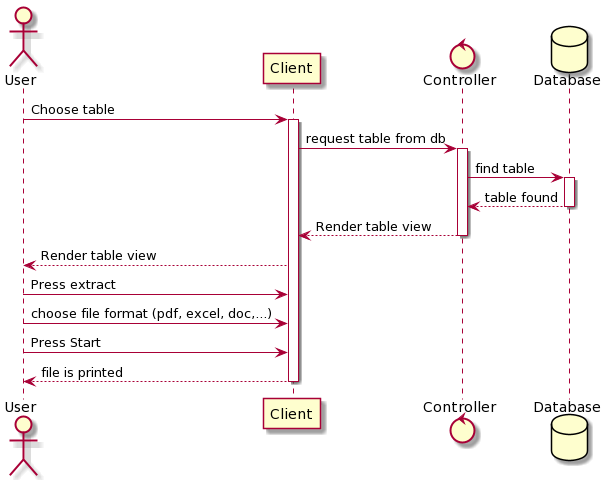 User
Client
Controller
Database
Choose table
request table from db
find table
table found
Render table view
Render table view
Press extract
choose file format (pdf, excel, doc,...)
Press Start
file is printed
User
Client
Controller
Database